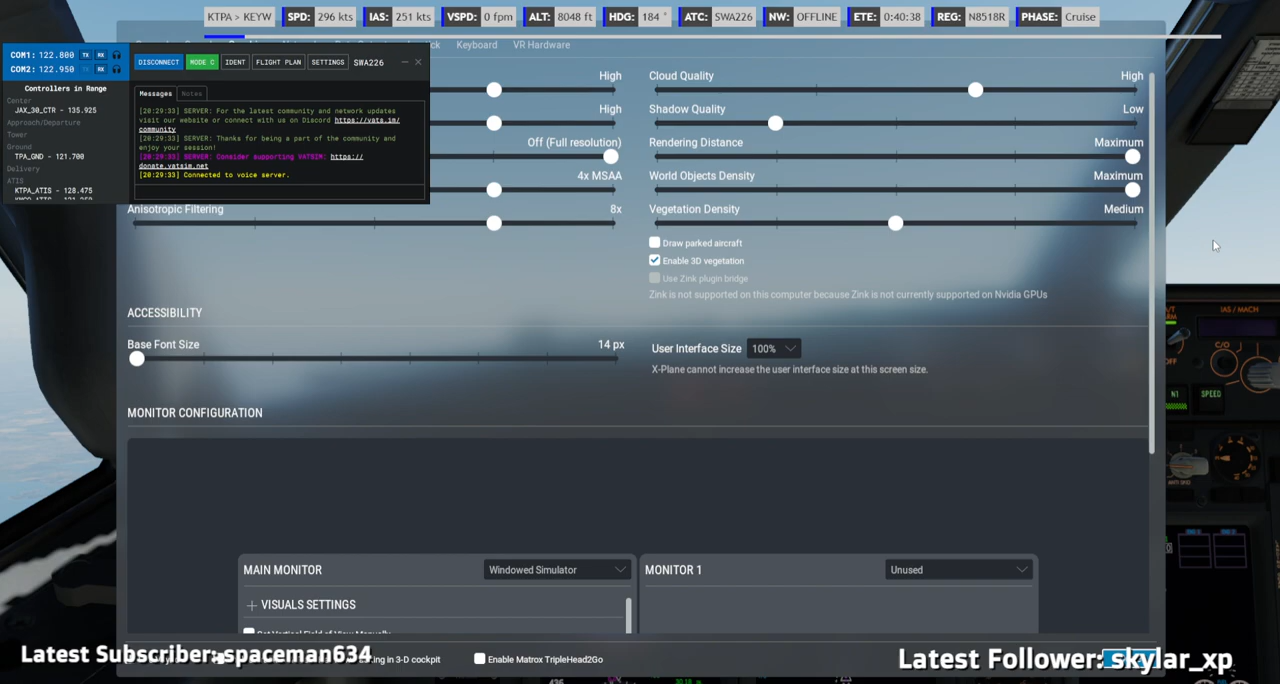 KTPA > KEYW SPD: 296 kts IAS: 251 kts VSPD: 0 fpm ALT: 8048 ft HDG: 184 ° ATC: SWA226 NW: OFFLINE ETE: 0:40:38 REG: N8518R PHASE: Cruise
Keyboard VR Hardware
COM1: 122.800 TX RX
COM2: 122.950 TX RX
DISCONNECT MODE C IDENT FLIGHT PLAN SETTINGS SWA226
Controllers in Range
Center
JAX_30_CTR - 135.925
Approach/Departure
Tower
Ground
TPA_GND - 121.700
Delivery
ATIS
KTPA_ATIS - 128.475
Messages Notes
[20:29:33] SERVER: For the latest community and network updates
visit our website or connect with us on Discord https://vats.im/
community
[20:29:33] SERVER: Thanks for being a part of the community and
enjoy your session!
[20:29:33] SERVER: Consider supporting VATSIM: https://
donate.vatsim.net
[20:29:33] Connected to voice server.
High
High
Off (Full resolution)
4x MSAA
Anisotropic Filtering 8x
Cloud Quality High
Shadow Quality Low
Rendering Distance Maximum
World Objects Density Maximum
Vegetation Density Medium
Draw parked aircraft
Enable 3D vegetation
Use Zink plugin bridge
Zink is not supported on this computer because Zink is not currently supported on Nvidia GPUs
ACCESSIBILITY
Base Font Size 14 px
User Interface Size 100%
X-Plane cannot increase the user interface size at this screen size.
MONITOR CONFIGURATION
MAIN MONITOR Windowed Simulator
VISUALS SETTINGS
MONITOR 1 Unused
in 3-D cockpit
Enable Matrox TripleHead2Go
Latest Subscriber: spaceman634
Latest Follower: skylar_xp
IAS / MACH
C/O
N1 SPEED